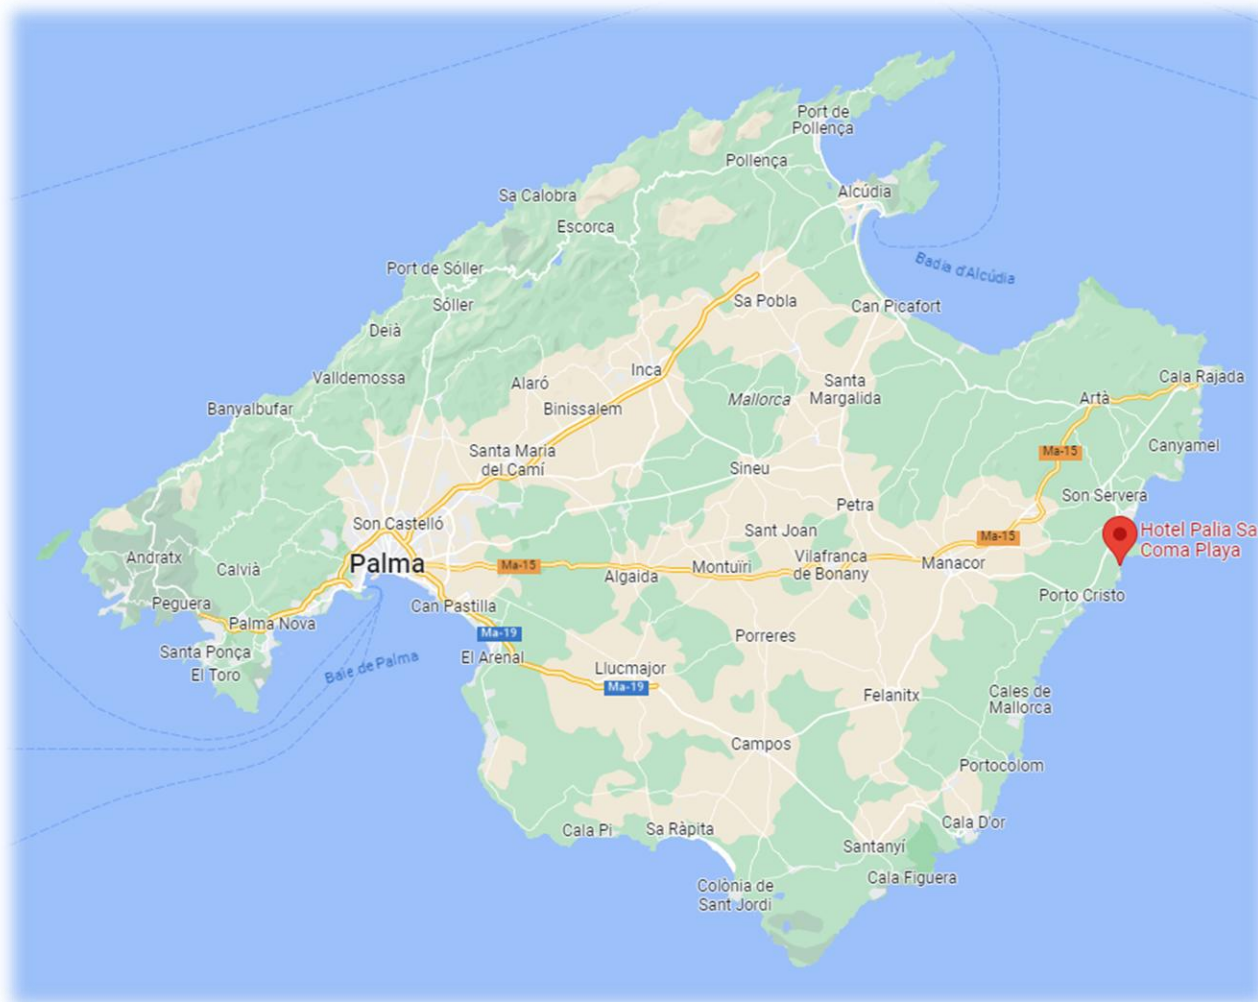 Port de
Pollença
Pollença
Alcúdia
Sa Calobra
Escorca
Badia d'Alcúdia
Port de Sóller
Sóller
Sa Pobla
Can Picafort
Deià
Valldemossa
Inca
Alaró
Mallorca
Santa
Margalida
Cala Rajada
Artà
Banyalbufar
Binissalem
Canyamel
Santa Maria
del Camí
Ma-15
Sineu
Son Servera
Petra
Son Castelló
Sant Joan
Ma-15
Hotel Palia Sa
Coma Playa
Andratx
Calvià
Palma
Ma-15
Algaida
Montuïri
Vilafranca
de Bonany
Manacor
Peguera
Can Pastilla
Porto Cristo
Palma Nova
Ma-19
Porreres
Santa Ponça
El Toro
Baie de Palma
El Arenal
Llucmajor
Ma-19
Felanitx
Cales de
Mallorca
Campos
Portocolom
Cala Pi
Sa Ràpita
Cala D'or
Santanyí
Cala Figuera
Colònia de
Sant Jordi